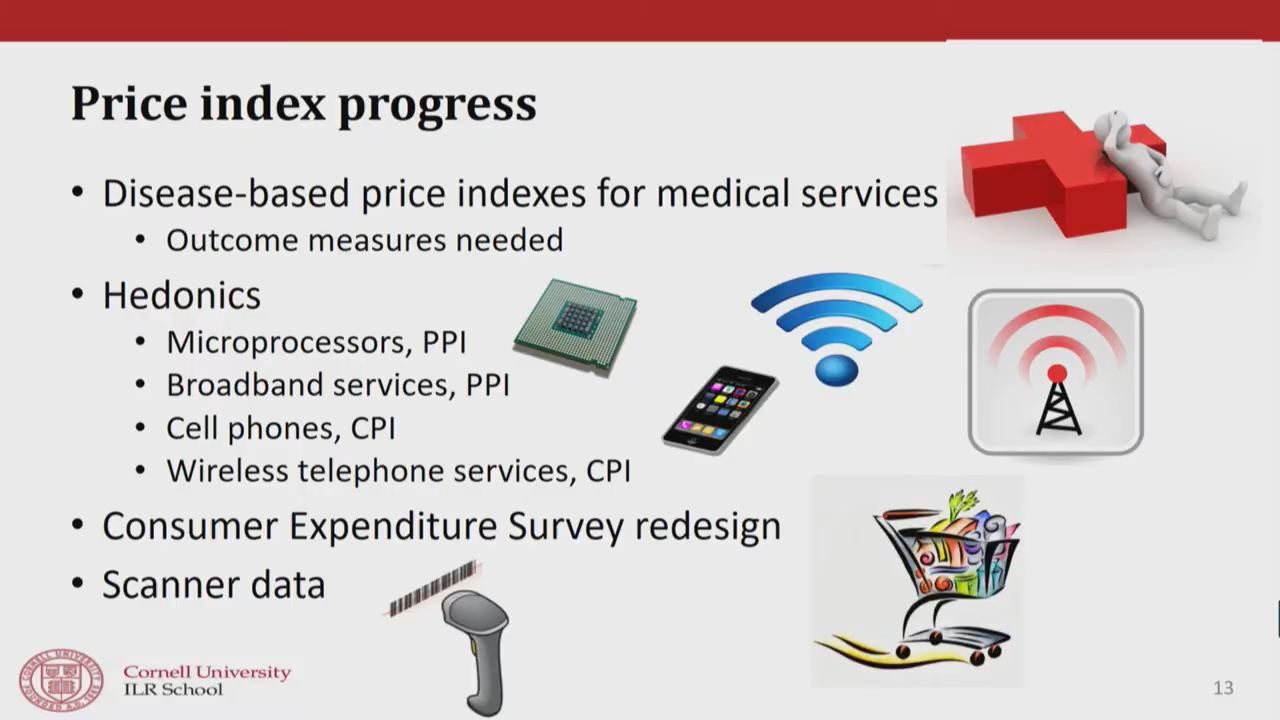 Price index progress
• Disease-based price indexes for medical services
• Outcome measures needed
• Hedonics
• Microprocessors, PPI
• Broadband services, PPI
• Cell phones, CPI
• Wireless telephone services, CPI
• Consumer Expenditure Survey redesign
• Scanner data
Cornell University
ILR School
13